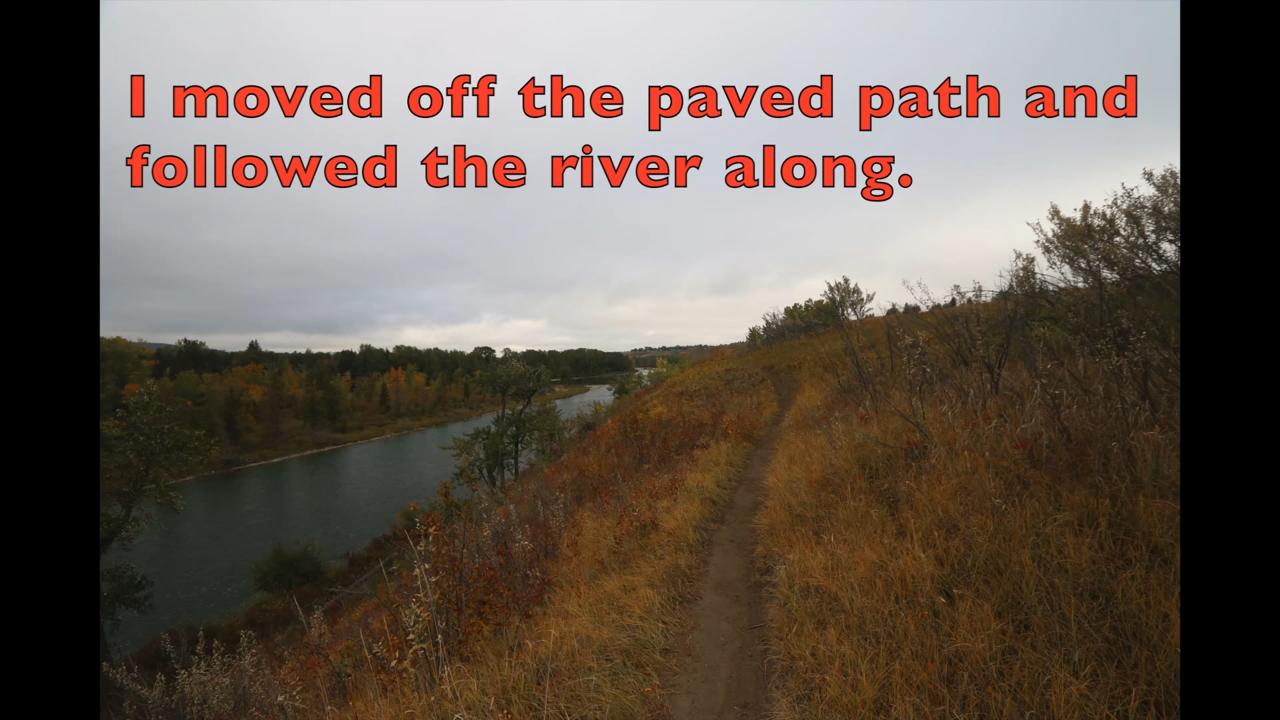 I moved off the paved path and
followed the river along.